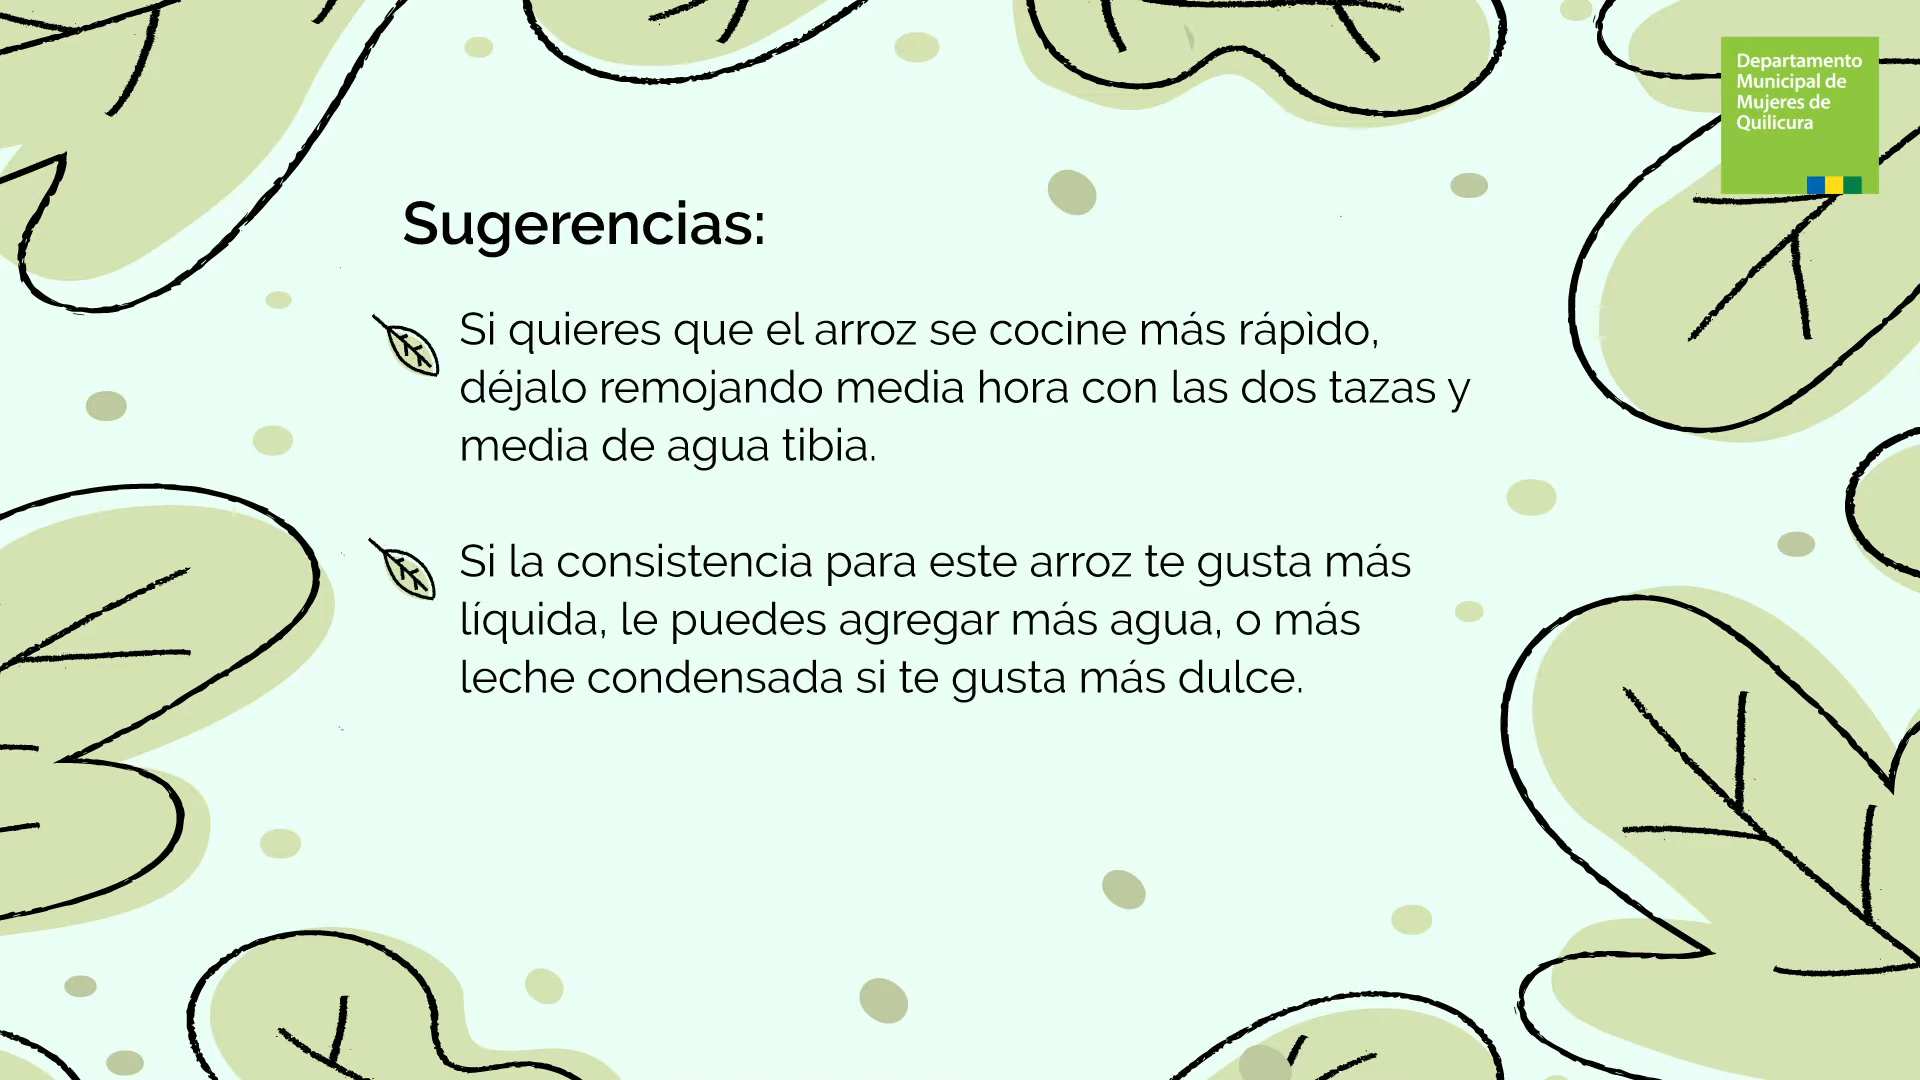 Departamento
Municipal de
Mujeres de
Quilicura
Sugerencias:
Si quieres que el arroz se cocine más rápìdo,
déjalo remojando media hora con las dos tazas y
media de agua tibia.
Si la consistencia para este arroz te gusta más
líquida, le puedes agregar más agua, o más
leche condensada si te gusta más dulce.